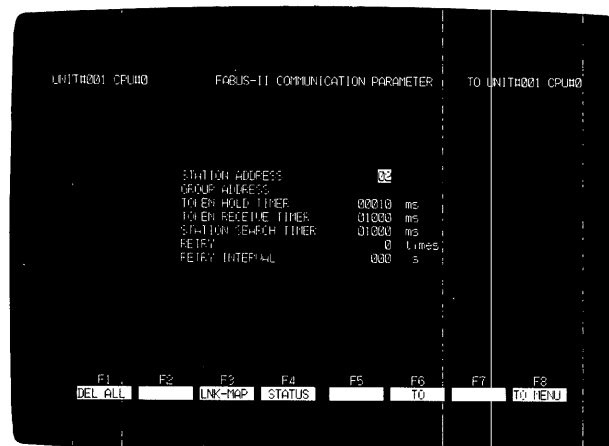 UNIT#001 CPU#0 FABUS-II COMMUNICATION PARAMETER TO UNIT#001 CPU#0
STATION ADDRESS 02
GROUP ADDRESS
TOKEN HOLD TIMER 00010 ms
TOKEN RECEIVE TIMER 01000 ms
STATION SEARCH TIMER 01000 ms
RETRY 0 times
RETRY INTERVAL 000 s
F1 F2 F3 F4 F5 F6 F7 F8
DEL ALL LNK-MAP STATUS TO TO MENU